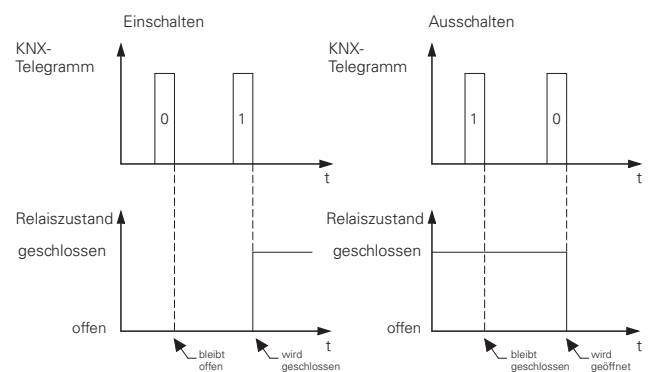 Einschalten
KNX-
Telegramm
0
1
t
Relaiszustand
geschlossen
offen
t
bleibt
offen
wird
geschlossen
Ausschalten
KNX-
Telegramm
1
0
t
Relaiszustand
geschlossen
offen
t
bleibt
geschlossen
wird
geöffnet